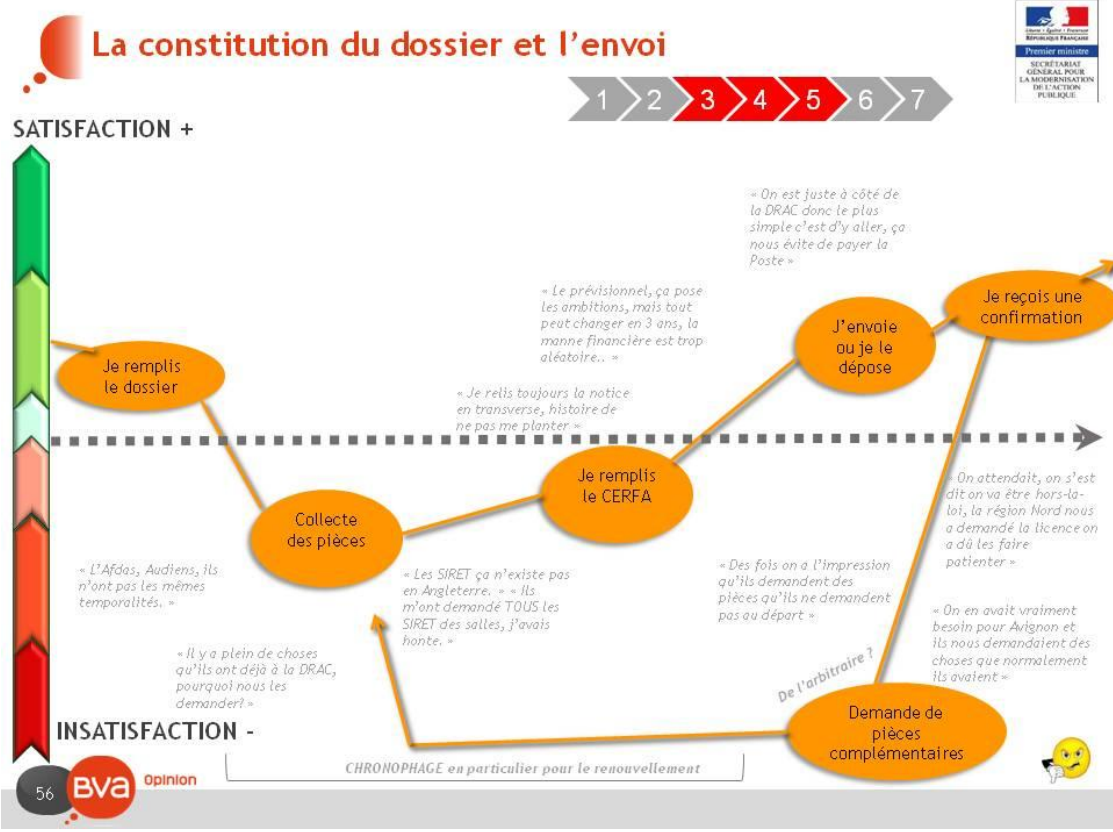 La constitution du dossier et l’envoi
Liberté • Égalité • Fraternité
RÉPUBLIQUE FRANÇAISE
Premier ministre
SECRÉTARIAT
GÉNÉRAL POUR
LA MODERNISATION
DE L'ACTION
PUBLIQUE
1 2 3 4 5 6 7
SATISFACTION +
« On est juste à côté de
la DRAC donc le plus
simple c’est d’y aller, ça
nous évite de payer la
Poste »
« Le prévisionnel, ça pose
les ambitions, mais tout
peut changer en 3 ans, la
manne financière est trop
aléatoire.. »
Je reçois une
confirmation
J’envoie
ou je le
dépose
Je remplis
le dossier
« Je relis toujours la notice
en transverse, histoire de
ne pas me planter »
Je remplis
le CERFA
Collecte
des pièces
« On attendait, on s’est
dit on va être hors-la-
loi, la région Nord nous
a demandé la licence on
a dû les faire
patienter »
« L’Afdas, Audiens, ils
n’ont pas les mêmes
temporalités. »
« Les SIRET ça n’existe pas
en Angleterre. » « Ils
m’ont demandé TOUS les
SIRET des salles, j’avais
honte. »
« Des fois on a l’impression
qu’ils demandent des
pièces qu’ils ne demandent
pas au départ »
« On en avait vraiment
besoin pour Avignon et
ils nous demandaient des
choses que normalement
ils avaient »
« Il y a plein de choses
qu’ils ont déjà à la DRAC,
pourquoi nous les
demander? »
De l’arbitraire ?
Demande de
pièces
complémentaires
INSATISFACTION -
CHRONOPHAGE en particulier pour le renouvellement
56
BVA
Opinion